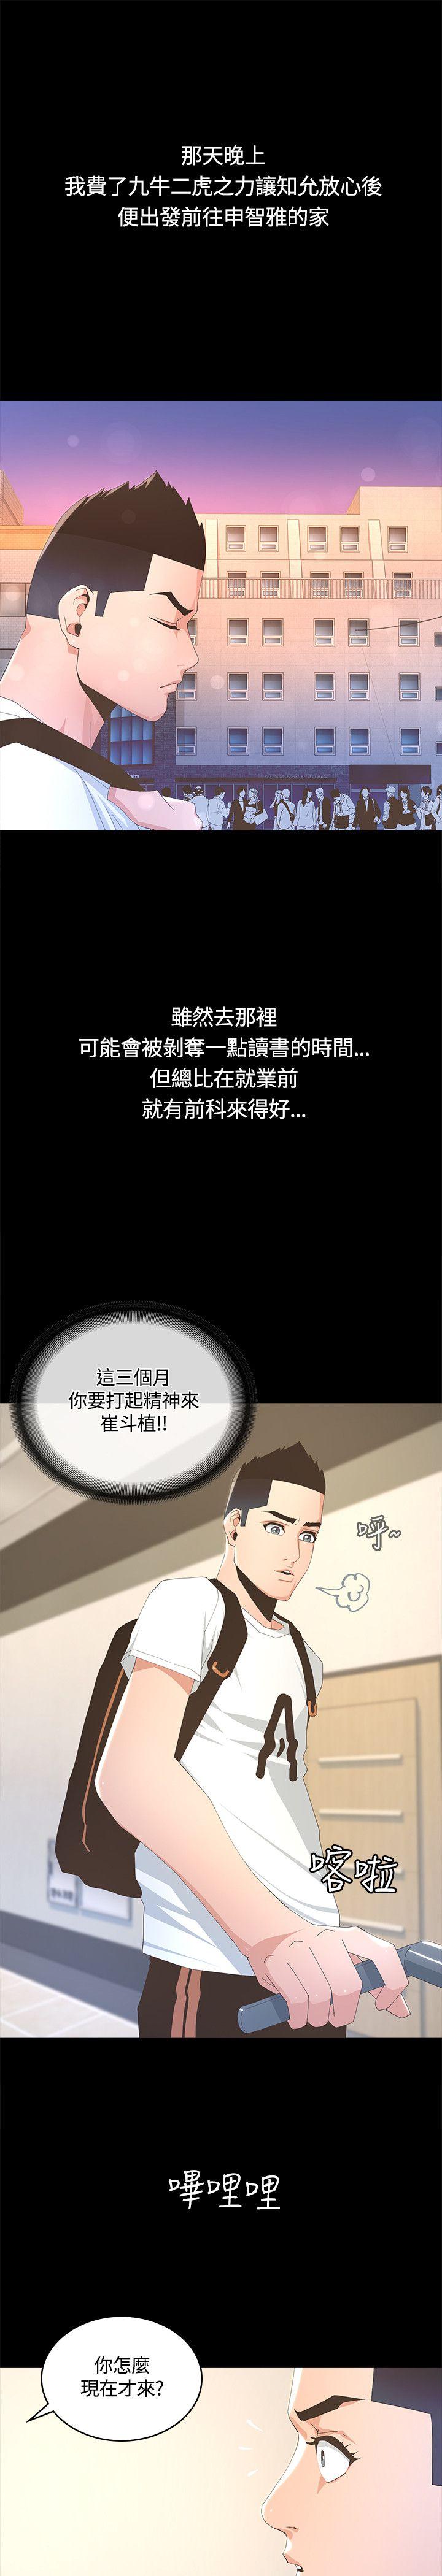 那天晚上
我費了九牛二虎之力讓知允放心後
便出發前往申智雅的家
雖然去那裡
可能會被剝奪一點讀書的時間...
但總比在就業前
就有前科來得好...
這三個月
你要打起精神來
崔斗植!!
呼~
喀啦
嗶哩哩
你怎麼
現在才來?